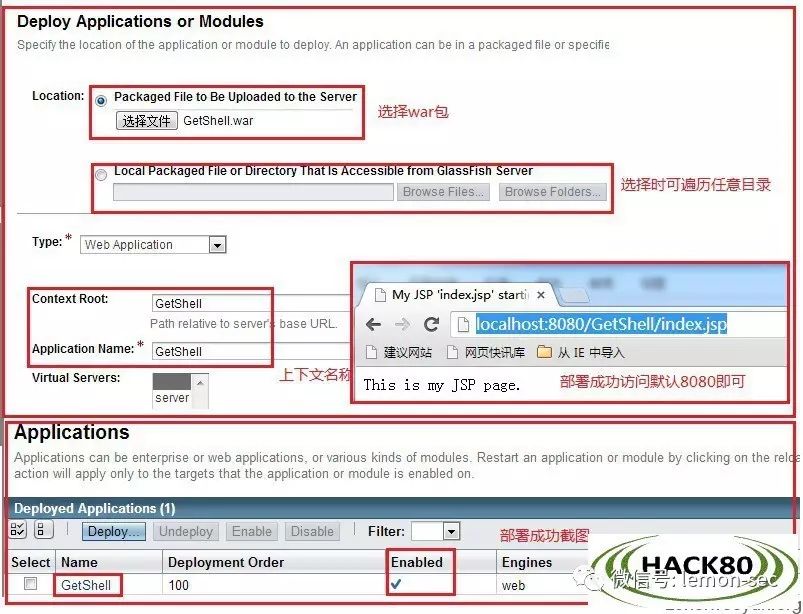 Deploy Applications or Modules
Specify the location of the application or module to deploy. An application can be in a packaged file or specifie
Location:
Packaged File to Be Uploaded to the Server
选择文件 GetShell.war
选择war包
Local Packaged File or Directory That Is Accessible from GlassFish Server
Browse Files... Browse Folders...
选择时可遍历任意目录
Type: * Web Application
Context Root: GetShell
Path relative to server's base URL.
Application Name: * GetShell
上下文名称
Virtual Servers:
server
My JSP 'index.jsp' starti
localhost:8080/GetShell/index.jsp
建议网站 网页快讯库 从 IE 中导入
This is my JSP page.
部署成功访问默认8080即可
Applications
Applications can be enterprise or web applications, or various kinds of modules. Restart an application or module by clicking on the reloa
action will apply only to the targets that the application or module is enabled on.
Deployed Applications (1)
Deploy... Undeploy Enable Disable Filter:
部署成功截图
Select Name Deployment Order Enabled Engines
GetShell 100 web
HACK80
微信号: lemon-sec